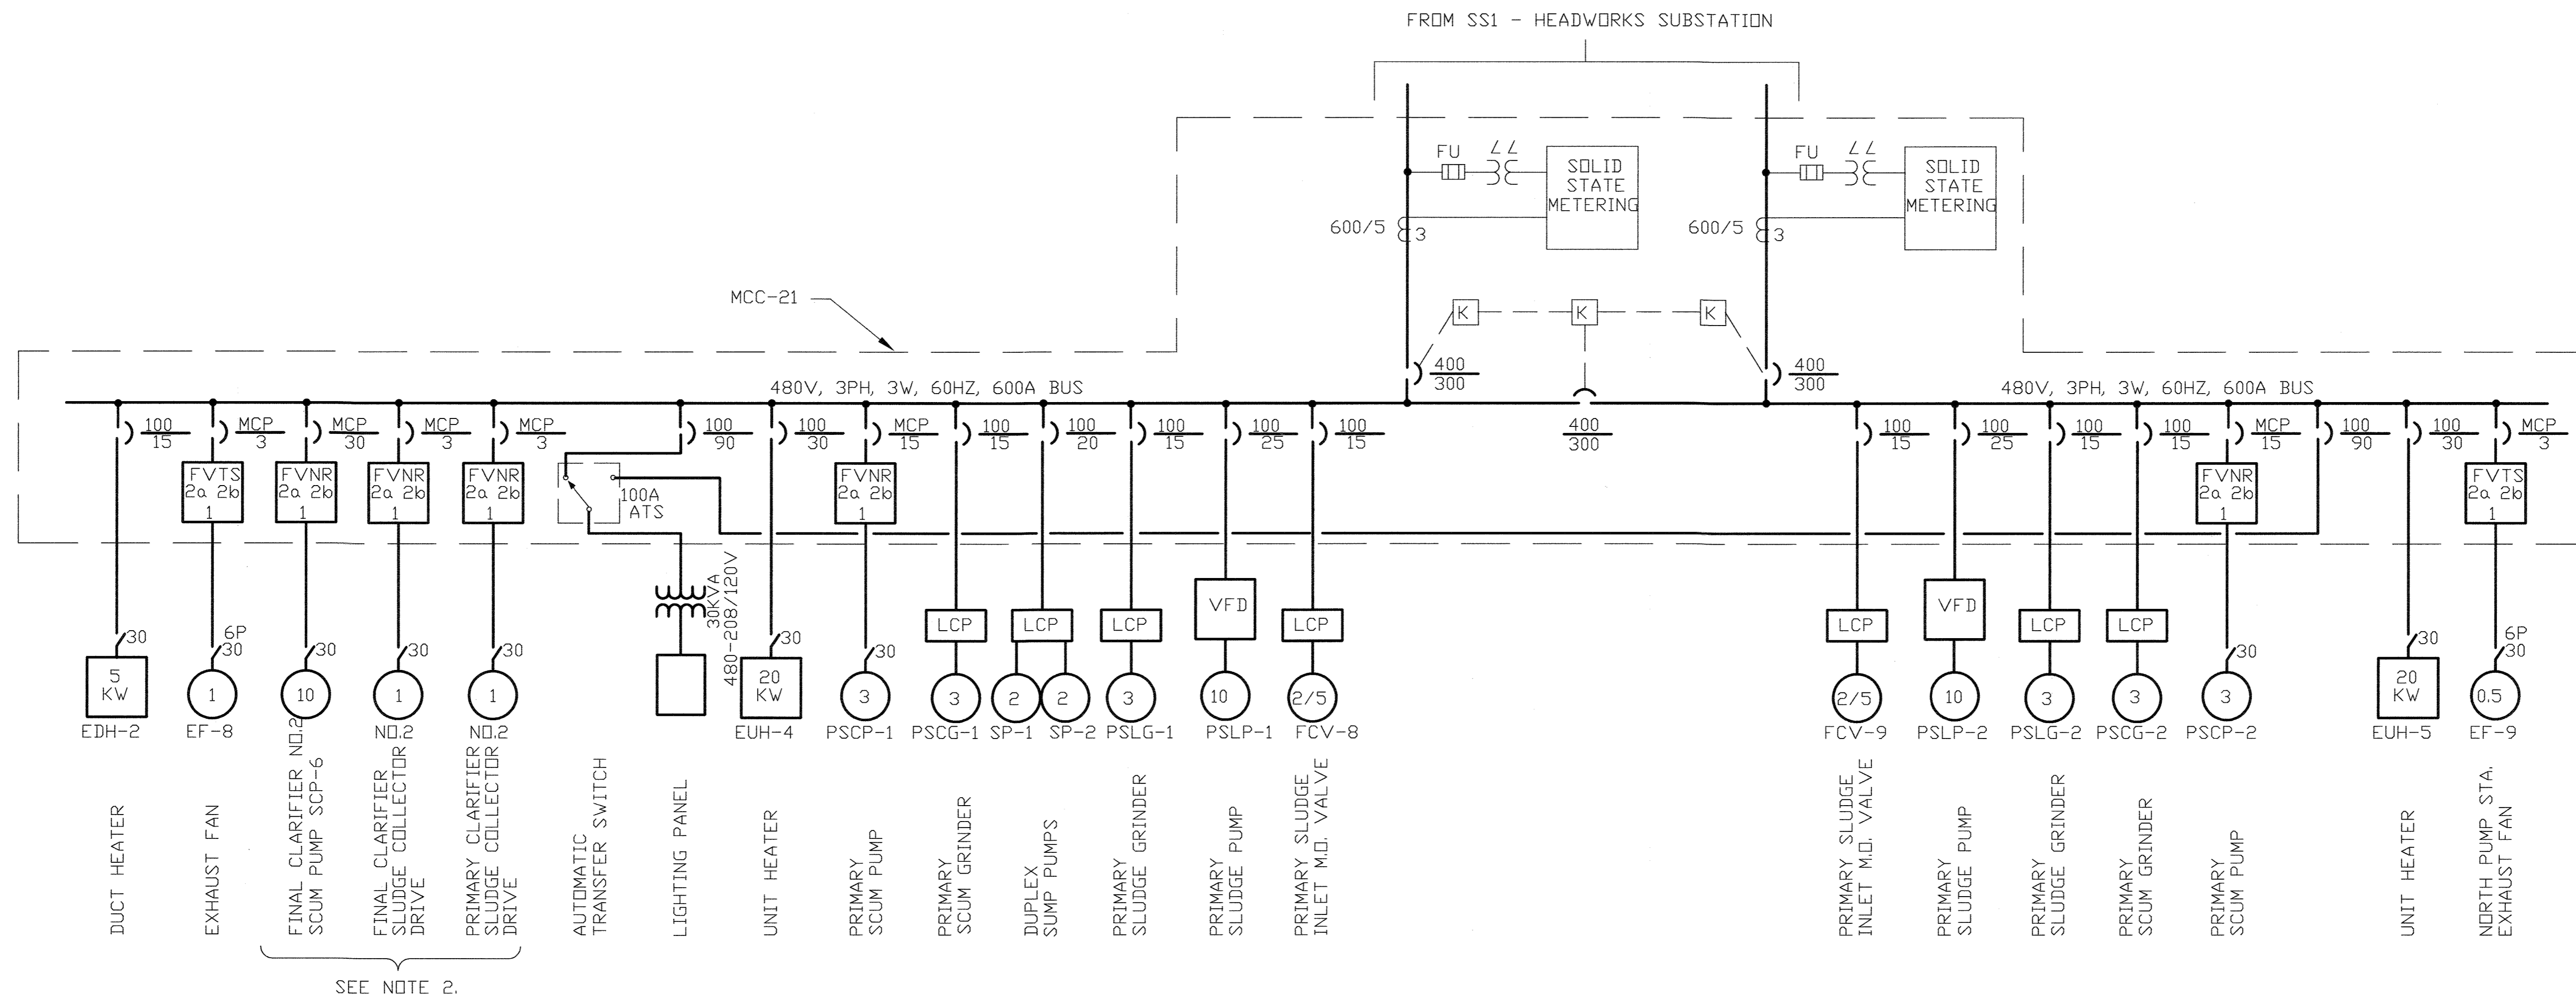 FROM SS1 - HEADWORKS SUBSTATION
FU
SOLID
STATE
METERING
FU
SOLID
STATE
METERING
600/5
3
600/5
3
MCC-21
K
K
K
400
300
400
300
480V, 3PH, 3W, 60HZ, 600A BUS
480V, 3PH, 3W, 60HZ, 600A BUS
100
15
MCP
3
MCP
30
MCP
3
MCP
3
100
90
100
30
MCP
15
100
15
100
20
100
15
100
25
100
15
400
300
100
15
100
25
100
15
100
15
MCP
15
100
90
100
30
MCP
3
FVTS
2a 2b
1
FVNR
2a 2b
1
FVNR
2a 2b
1
FVNR
2a 2b
1
100A
ATS
FVNR
2a 2b
1
FVNR
2a 2b
1
FVTS
2a 2b
1
30KVA
480-208/120V
LCP
LCP
LCP
VFD
LCP
LCP
VFD
LCP
LCP
30
6P
30
30
30
30
30
30
30
30
6P
30
5
KW
1
10
1
1
20
KW
3
3
2
2
3
10
2/5
2/5
10
3
3
3
20
KW
0.5
EDH-2
EF-8
NO.2
NO.2
EUH-4
PSCP-1
PSCG-1
SP-1
SP-2
PSLG-1
PSLP-1
FCV-8
FCV-9
PSLP-2
PSLG-2
PSCG-2
PSCP-2
EUH-5
EF-9
DUCT HEATER
EXHAUST FAN
FINAL CLARIFIER NO.2
SCUM PUMP SCP-6
FINAL CLARIFIER
SLUDGE COLLECTOR
DRIVE
PRIMARY CLARIFIER
SLUDGE COLLECTOR
DRIVE
AUTOMATIC
TRANSFER SWITCH
LIGHTING PANEL
UNIT HEATER
PRIMARY
SCUM PUMP
PRIMARY
SCUM GRINDER
DUPLEX
SUMP PUMPS
PRIMARY
SLUDGE GRINDER
PRIMARY
SLUDGE PUMP
PRIMARY SLUDGE
INLET M.O. VALVE
PRIMARY SLUDGE
INLET M.O. VALVE
PRIMARY
SLUDGE PUMP
PRIMARY
SLUDGE GRINDER
PRIMARY
SCUM GRINDER
PRIMARY
SCUM PUMP
UNIT HEATER
NORTH PUMP STA.
EXHAUST FAN
SEE NOTE 2.